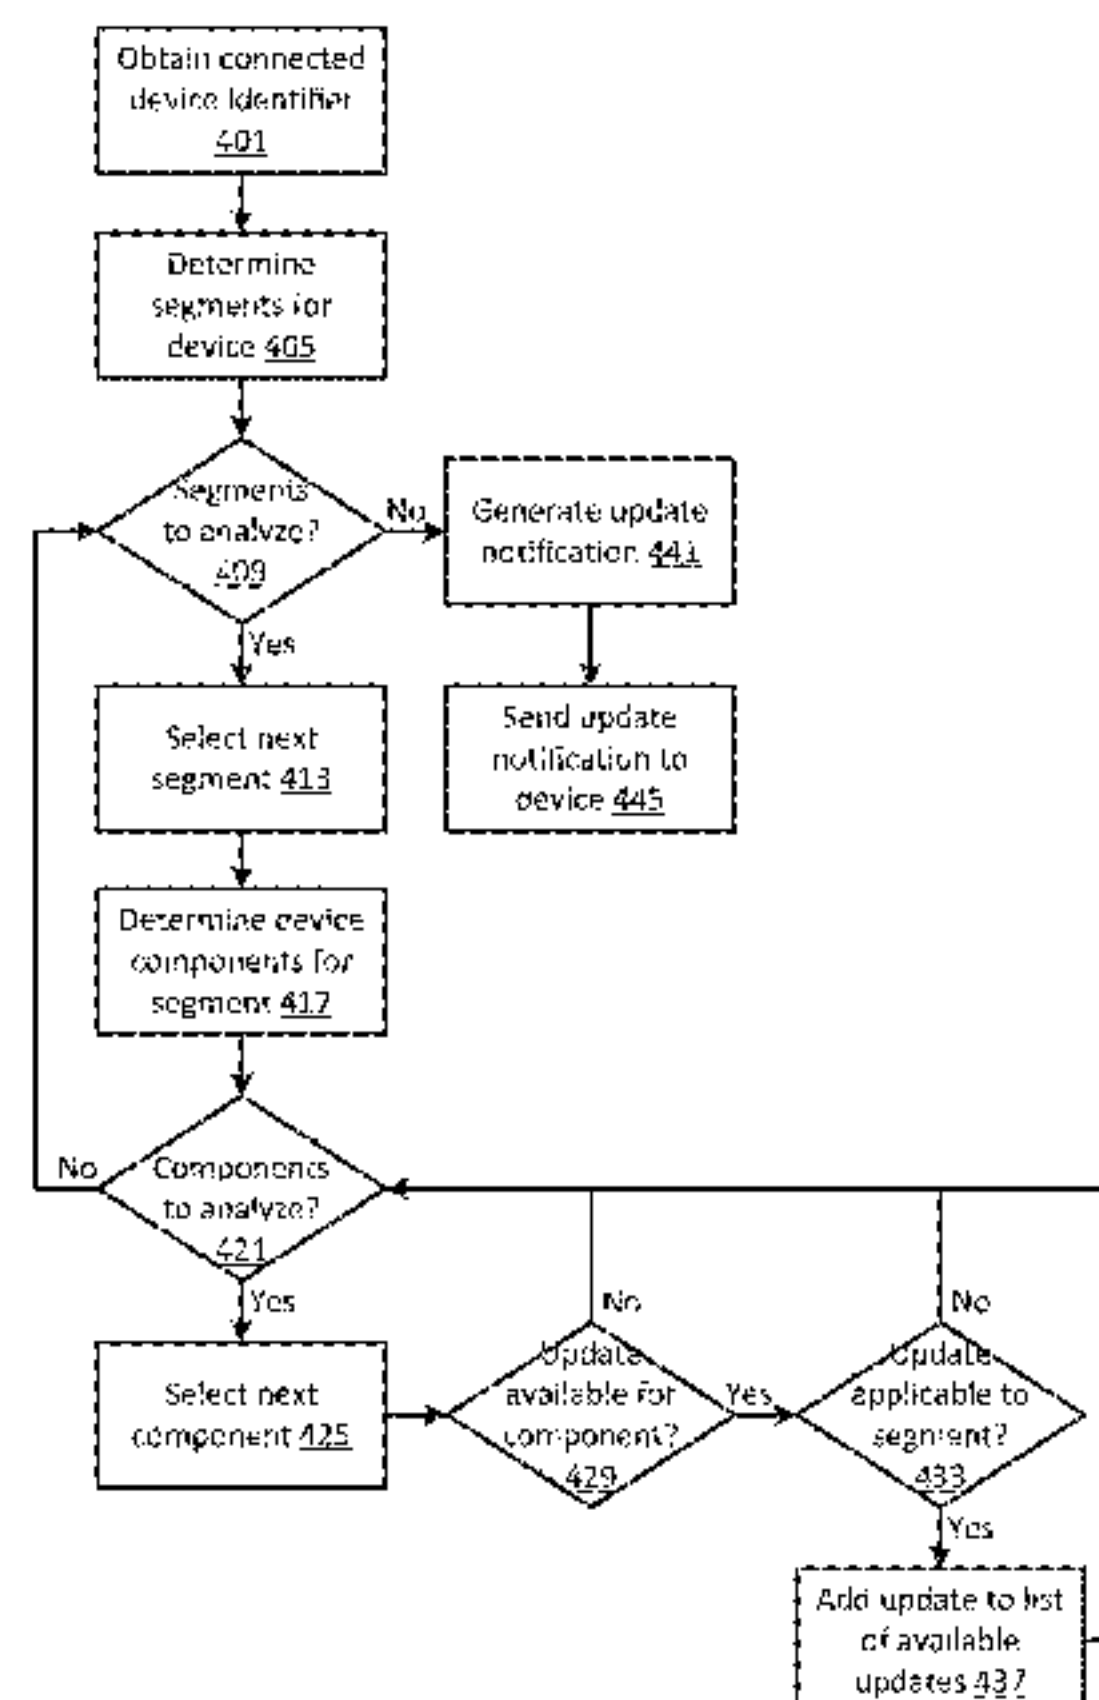 Obtain connected
device identifier
401
Determine
segments for
device 405
Segments
to analyze?
409
No
Generate update
notification 441
Yes
Select next
segment 413
Send update
notification to
device 445
Determine device
components for
segment 417
No
Components
to analyze?
421
Yes
No
No
Select next
component 425
Update
available for
component?
429
Yes
Update
applicable to
segment?
433
Yes
Add update to list
of available
updates 437